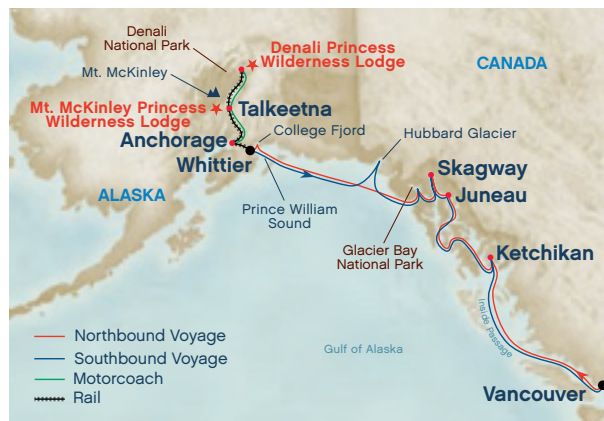 Denali
National Park
Denali Princess
Wilderness Lodge
CANADA
Mt. McKinley
Mt. McKinley Princess
Wilderness Lodge
Talkeetna
College Fjord
Hubbard Glacier
Anchorage
Whittier
Skagway
Juneau
ALASKA
Prince William
Sound
Glacier Bay
National Park
Ketchikan
Inside Passage
Northbound Voyage
Southbound Voyage
Motorcoach
Rail
Gulf of Alaska
Vancouver